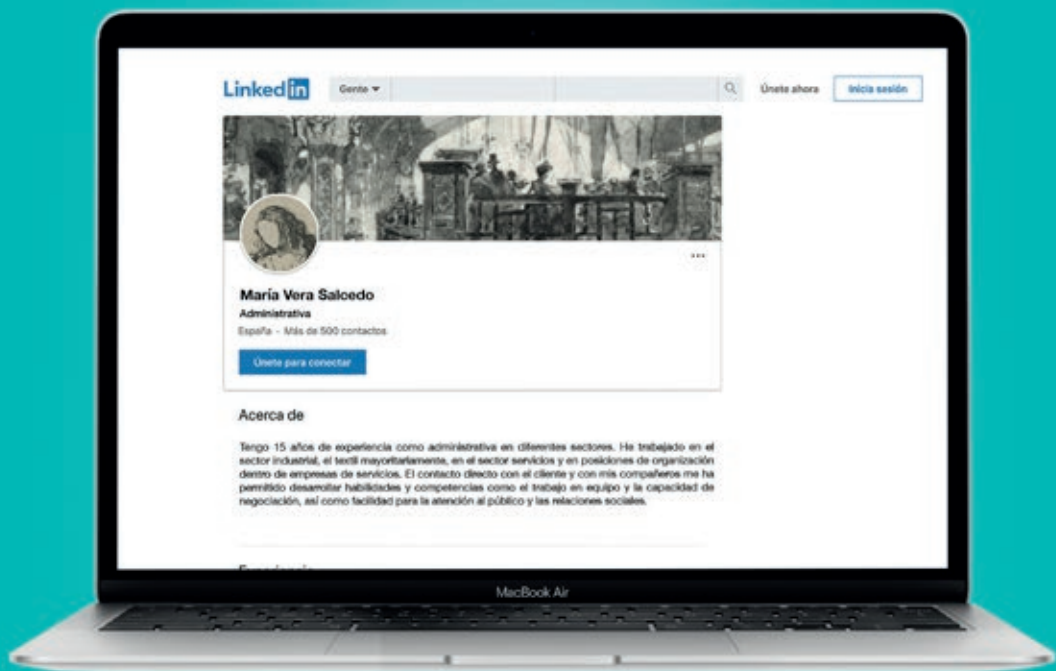 Linked in
Gente
Únete ahora
Inicia sesión
María Vera Salcedo
Administrativa
España - Más de 500 contactos
Únete para conectar
Acerca de
Tengo 15 años de experiencia como administrativa en diferentes sectores. He trabajado en el
sector industrial, el textil mayoritariamente, en el sector servicios y en posiciones de organización
dentro de empresas de servicios. El contacto directo con el cliente y con mis compañeros me ha
permitido desarrollar habilidades y competencias como el trabajo en equipo y la capacidad de
negociación, así como facilidad para la atención al público y las relaciones sociales.
MacBook Air